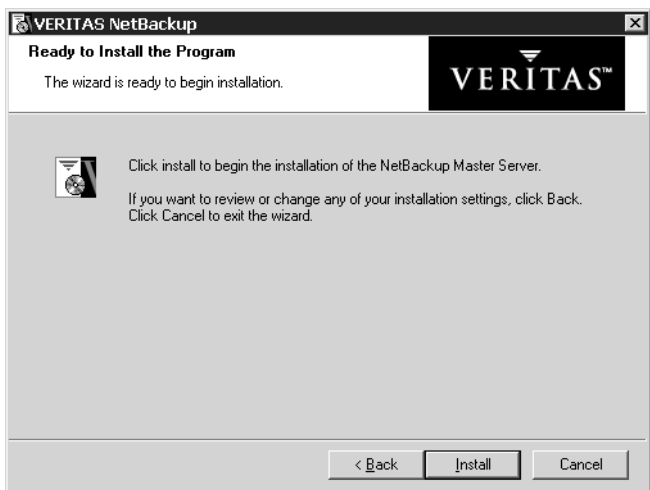 VERITAS NetBackup
Ready to Install the Program
The wizard is ready to begin installation.
VERITAS™
Click install to begin the installation of the NetBackup Master Server.
If you want to review or change any of your installation settings, click Back.
Click Cancel to exit the wizard.
< Back
Install
Cancel